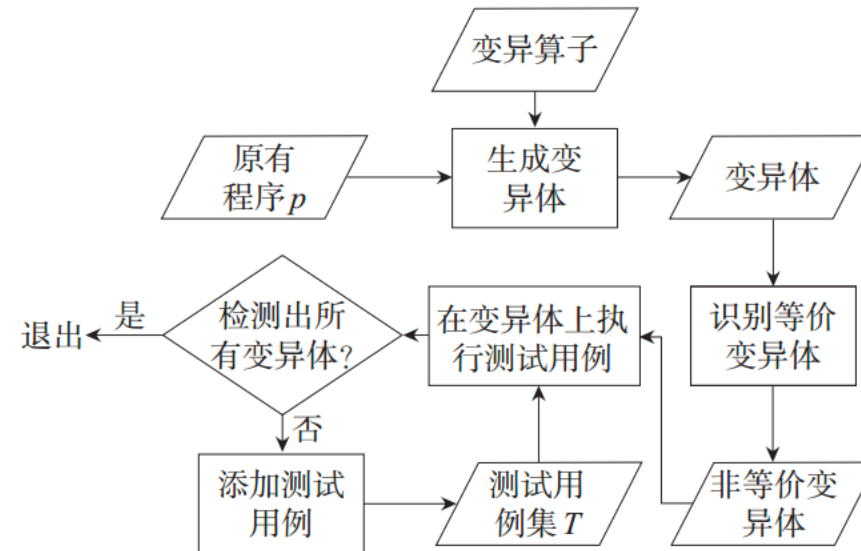 变异算子
原有
程序p
生成变
异体
变异体
退出
是
检测出所
有变异体?
在变异体上执
行测试用例
识别等价
变异体
否
添加测试
用例
测试用
例集T
非等价变
异体